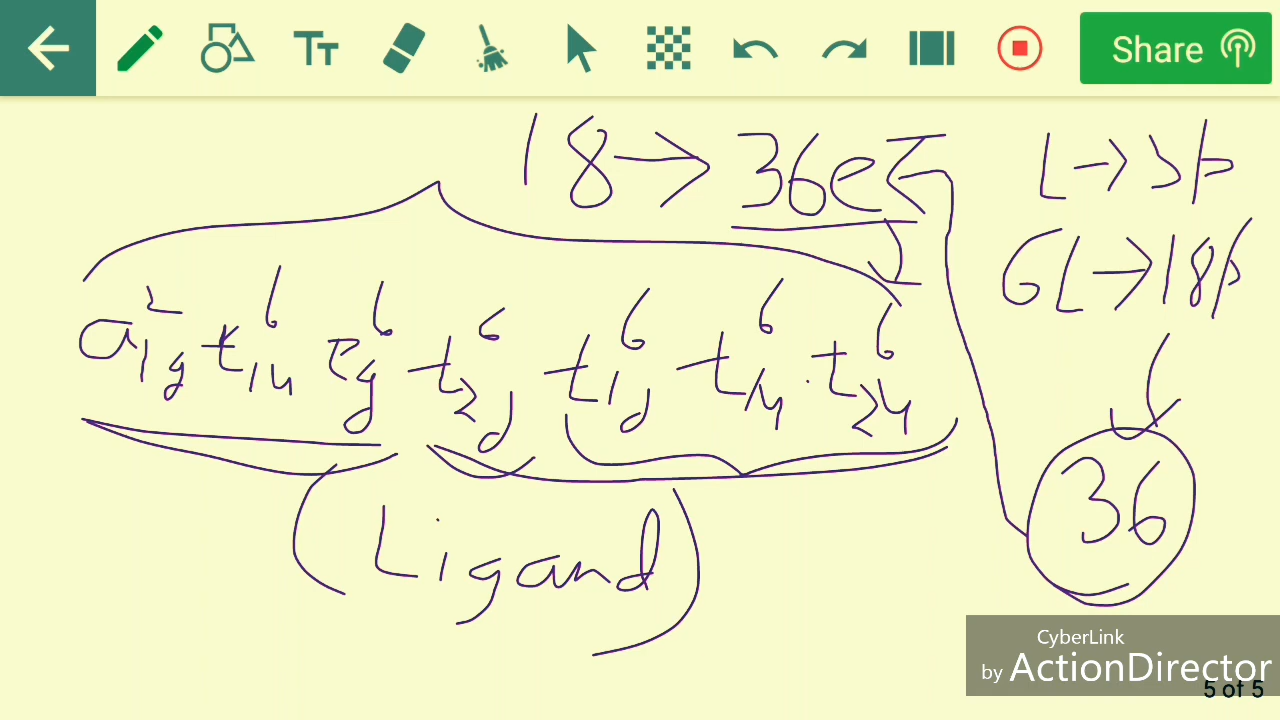 Share
18 → 36e⁻
L → 3p
6L → 18p
a₁g² t₁u⁶ eg⁶ t₂g⁶ t₁g⁶ t₁u⁶ t₂u⁶
36
(Ligand)
CyberLink
by ActionDirector
5 of 5